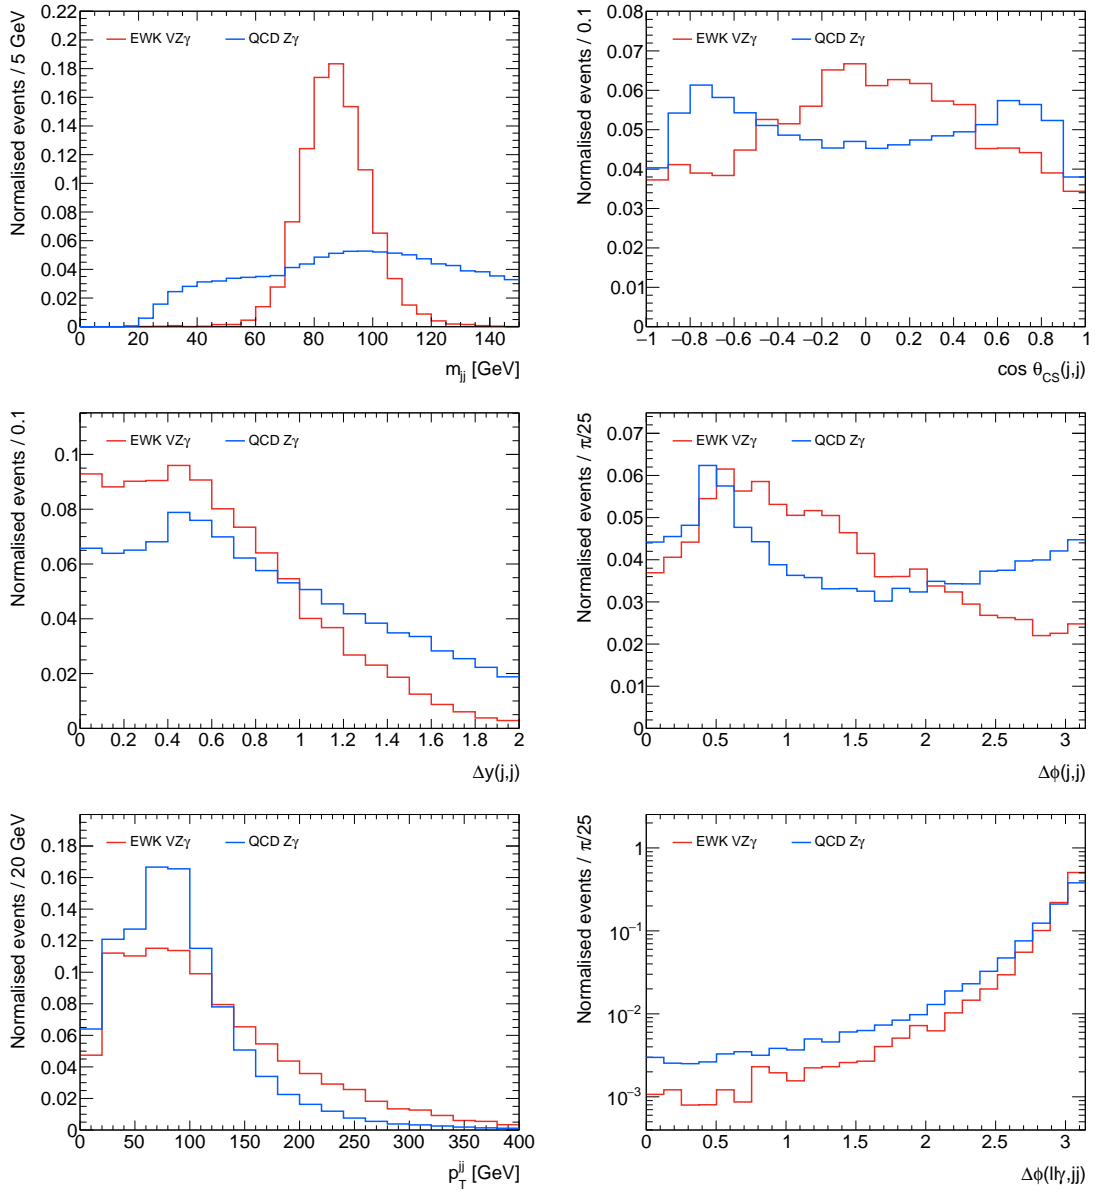 Normalised events / 5 GeV
0.22
0.2
0.18
0.16
0.14
0.12
0.1
0.08
0.06
0.04
0.02
0
EWK VZγ QCD Zγ
0 20 40 60 80 100 120 140
m_jj [GeV]
Normalised events / 0.1
0.08
0.07
0.06
0.05
0.04
0.03
0.02
0.01
0
EWK VZγ QCD Zγ
−1 −0.8 −0.6 −0.4 −0.2 0 0.2 0.4 0.6 0.8 1
cos θ_CS(j,j)
Normalised events / 0.1
0.1
0.08
0.06
0.04
0.02
0
EWK VZγ QCD Zγ
0 0.2 0.4 0.6 0.8 1 1.2 1.4 1.6 1.8 2
Δy(j,j)
Normalised events / π/25
0.07
0.06
0.05
0.04
0.03
0.02
0.01
0
EWK VZγ QCD Zγ
0 0.5 1 1.5 2 2.5 3
Δϕ(j,j)
Normalised events / 20 GeV
0.18
0.16
0.14
0.12
0.1
0.08
0.06
0.04
0.02
0
EWK VZγ QCD Zγ
0 50 100 150 200 250 300 350 400
p_T^jj [GeV]
Normalised events / π/25
1
10⁻¹
10⁻²
10⁻³
EWK VZγ QCD Zγ
0 0.5 1 1.5 2 2.5 3
Δϕ(llγ,jj)